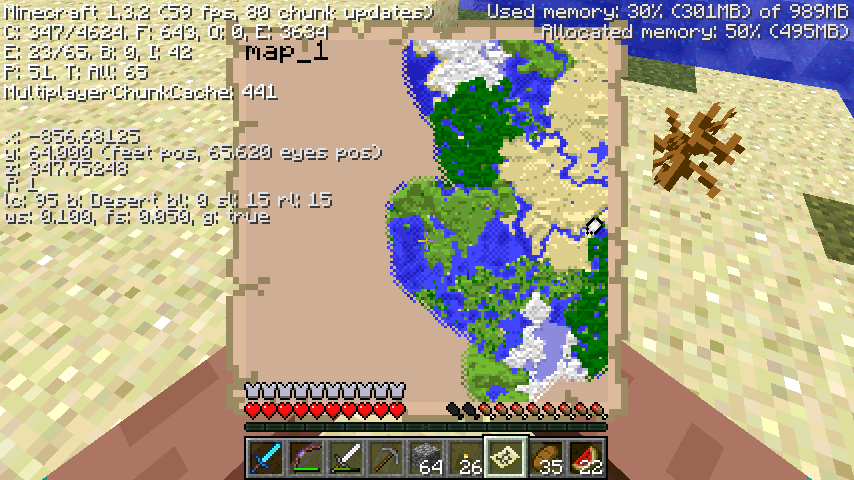 Minecraft 1.3.2 (59 fps, 80 chunk updates)
Used memory: 30% (301MB) of 989MB
C: 347/4624, F: 643, O: 0, E: 3634
Allocated memory: 50% (495MB)
map_1
E: 23/65, B: 0, I: 42
P: 51, T: All: 65
MultiplayerChunkCache: 441
x: -856.68125
y: 64.000 (feet pos, 65.620 eyes pos)
z: 347.75248
f: 1
lc: 95 b: Desert bl: 0 sl: 15 rl: 15
ws: 0.100, fs: 0.050, g: true
64
26
35
22